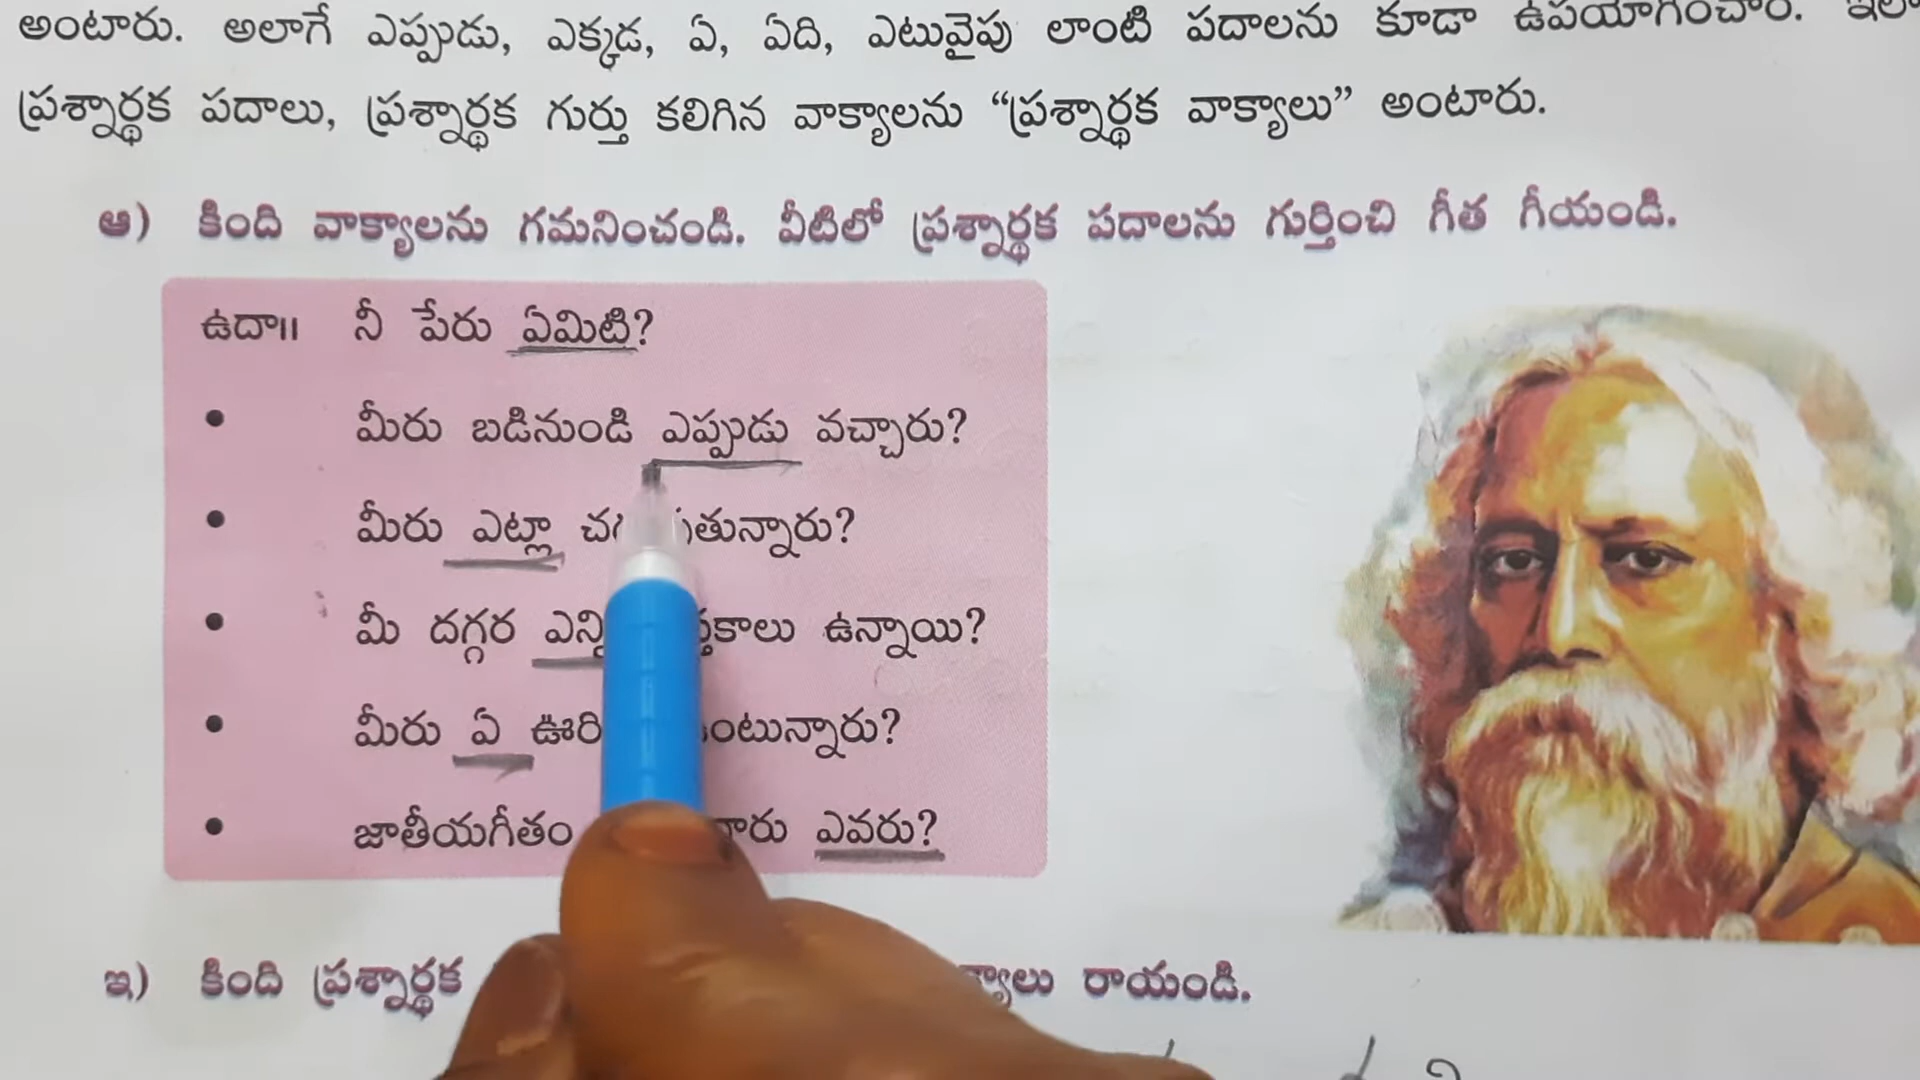 అంటారు. అలాగే ఎప్పుడు, ఎక్కడ, ఏ, ఏది, ఎటువైపు లాంటి పదాలను కూడా ఉపయోగించాం.
ప్రశ్నార్థక పదాలు, ప్రశ్నార్థక గుర్తు కలిగిన వాక్యాలను “ప్రశ్నార్థక వాక్యాలు” అంటారు.
ఆ) కింది వాక్యాలను గమనించండి. వీటిలో ప్రశ్నార్థక పదాలను గుర్తించి గీత గీయండి.
ఉదా॥ నీ పేరు ఏమిటి?
• మీరు బడినుండి ఎప్పుడు వచ్చారు?
• మీరు ఎట్లా
• మీ దగ్గర ఎన్ని ఉన్నాయి?
• మీరు ఏ
• జాతీయగీతం ఎవరు?
ఇ) కింది ప్రశ్నార్థక రాయండి.